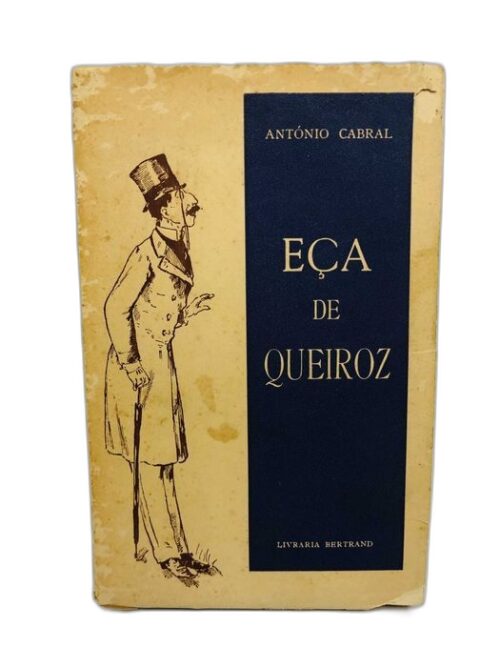 ANTÓNIO CABRAL
EÇA
DE
QUEIROZ
LIVRARIA BERTRAND